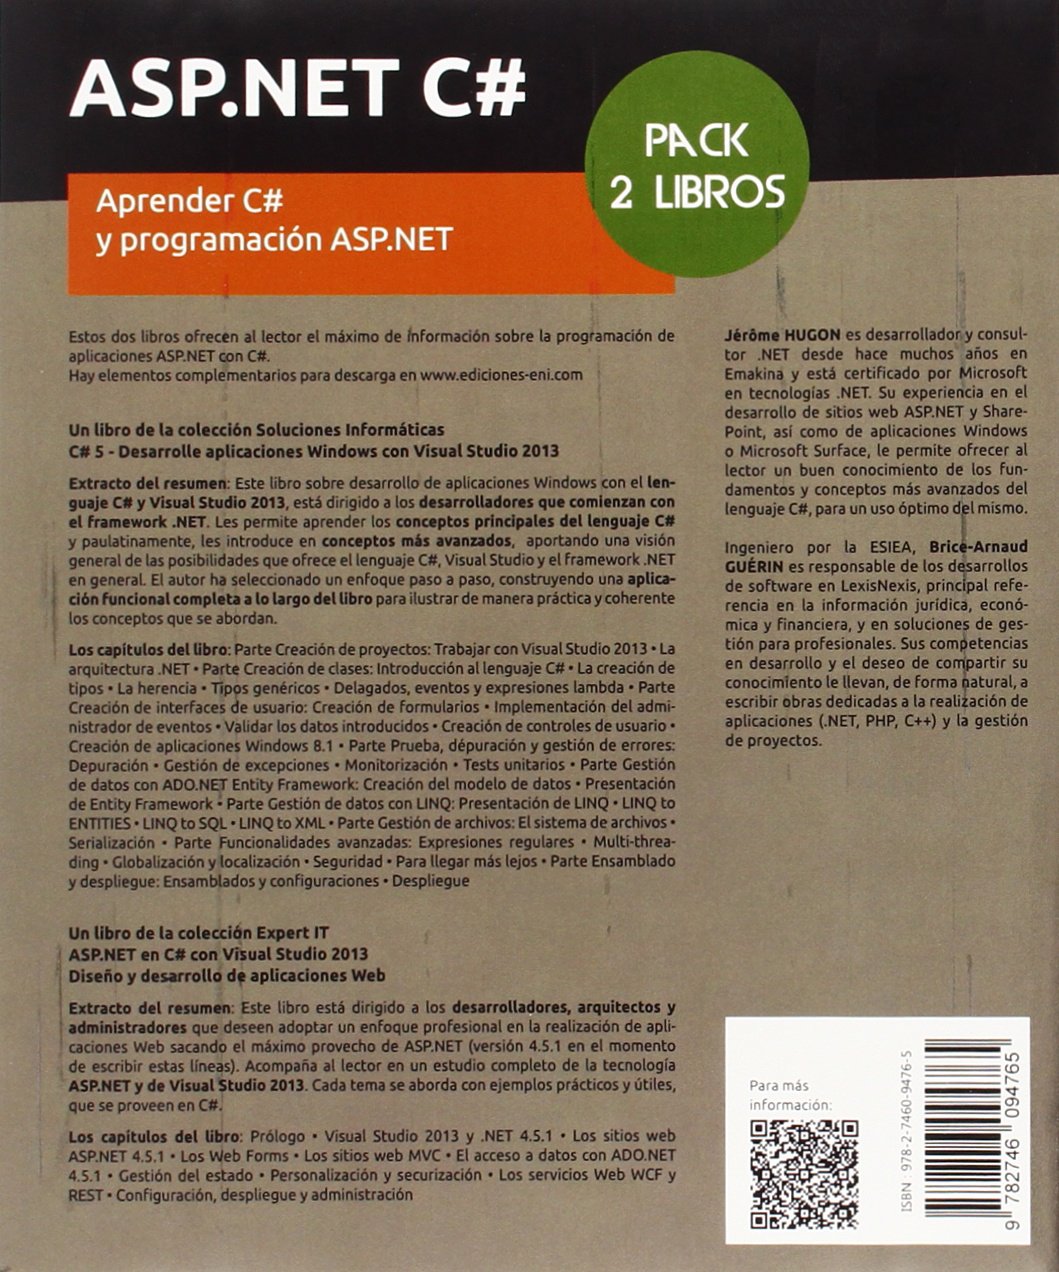 ASP.NET C#
PACK
2 LIBROS
Aprender C#
y programación ASP.NET
Estos dos libros ofrecen al lector el máximo de información sobre la programación de
aplicaciones ASP.NET con C#.
Hay elementos complementarios para descarga en www.ediciones-eni.com
Un libro de la colección Soluciones Informáticas
C# 5 - Desarrolle aplicaciones Windows con Visual Studio 2013
Extracto del resumen: Este libro sobre desarrollo de aplicaciones Windows con el len-
guaje C# y Visual Studio 2013, está dirigido a los desarrolladores que comienzan con
el framework .NET. Les permite aprender los conceptos principales del lenguaje C#
y paulatinamente, les introduce en conceptos más avanzados, aportando una visión
general de las posibilidades que ofrece el lenguaje C#, Visual Studio y el framework .NET
en general. El autor ha seleccionado un enfoque paso a paso, construyendo una aplica-
ción funcional completa a lo largo del libro para ilustrar de manera práctica y coherente
los conceptos que se abordan.
Los capítulos del libro: Parte Creación de proyectos: Trabajar con Visual Studio 2013 • La
arquitectura .NET • Parte Creación de clases: Introducción al lenguaje C# • La creación de
tipos • La herencia • Tipos genéricos • Delagados, eventos y expresiones lambda • Parte
Creación de interfaces de usuario: Creación de formularios • Implementación del admi-
nistrador de eventos • Validar los datos introducidos • Creación de controles de usuario •
Creación de aplicaciones Windows 8.1 • Parte Prueba, dépuración y gestión de errores:
Depuración • Gestión de excepciones • Monitorización • Tests unitarios • Parte Gestión
de datos con ADO.NET Entity Framework: Creación del modelo de datos • Presentación
de Entity Framework • Parte Gestión de datos con LINQ: Presentación de LINQ • LINQ to
ENTITIES • LINQ to SQL • LINQ to XML • Parte Gestión de archivos: El sistema de archivos •
Serialización • Parte Funcionalidades avanzadas: Expresiones regulares • Multi-threa-
ding • Globalización y localización • Seguridad • Para llegar más lejos • Parte Ensamblado
y despliegue: Ensamblados y configuraciones • Despliegue
Un libro de la colección Expert IT
ASP.NET en C# con Visual Studio 2013
Diseño y desarrollo de aplicaciones Web
Extracto del resumen: Este libro está dirigido a los desarrolladores, arquitectos y
administradores que deseen adoptar un enfoque profesional en la realización de apli-
caciones Web sacando el máximo provecho de ASP.NET (versión 4.5.1 en el momento
de escribir estas líneas). Acompaña al lector en un estudio completo de la tecnología
ASP.NET y de Visual Studio 2013. Cada tema se aborda con ejemplos prácticos y útiles,
que se proveen en C#.
Los capítulos del libro: Prólogo • Visual Studio 2013 y .NET 4.5.1 • Los sitios web
ASP.NET 4.5.1 • Los Web Forms • Los sitios web MVC • El acceso a datos con ADO.NET
4.5.1 • Gestión del estado • Personalización y securización • Los servicios Web WCF y
REST • Configuración, despliegue y administración
Jérôme HUGON es desarrollador y consul-
tor .NET desde hace muchos años en
Emakina y está certificado por Microsoft
en tecnologías .NET. Su experiencia en el
desarrollo de sitios web ASP.NET y Share-
Point, así como de aplicaciones Windows
o Microsoft Surface, le permite ofrecer al
lector un buen conocimiento de los fun-
damentos y conceptos más avanzados del
lenguaje C#, para un uso óptimo del mismo.
Ingeniero por la ESIEA, Brice-Arnaud
GUÉRIN es responsable de los desarrollos
de software en LexisNexis, principal refe-
rencia en la información jurídica, econó-
mica y financiera, y en soluciones de ges-
tión para profesionales. Sus competencias
en desarrollo y el deseo de compartir su
conocimiento le llevan, de forma natural, a
escribir obras dedicadas a la realización de
aplicaciones (.NET, PHP, C++) y la gestión
de proyectos.
Para más
información:
ISBN : 978-2-7460-9476-5
9 782746 094765